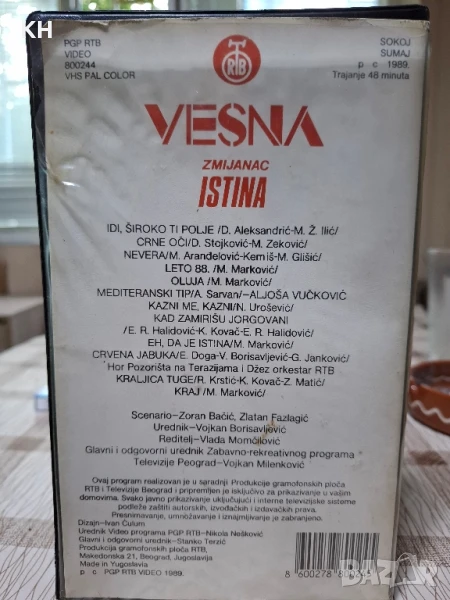 KH
PGP RTB
VIDEO
800244
VHS PAL COLOR
RTB
SOKOJ
SUMAJ
p c 1989.
Trajanje 48 minuta
VESNA
ZMIJANAC
ISTINA
IDI, ŠIROKO TI POLJE /D. Aleksandrić-M. Ž. Ilić/
CRNE OČI/D. Stojković-M. Zeković/
NEVERA/M. Aranđelović-Kemiš-M. Glišić/
LETO 88. /M. Marković/
OLUJA /M. Marković/
MEDITERANSKI TIP/A. Sarvan/-ALJOŠA VUČKOVIĆ
KAZNI ME, KAZNI/N. Urošević/
KAD ZAMIRIŠU JORGOVANI
/E. R. Halidović-K. Kovač-E. R. Halidović/
EH, DA JE ISTINA/M. Marković/
CRVENA JABUKA/E. Doga-V. Borisavljević-G. Janković/
Hor Pozorišta na Terazijama i Džez orkestar RTB
KRALJICA TUGE/R. Krstić-K. Kovač-Z. Matić/
KRAJ /M. Marković/
Scenario-Zoran Bačić, Zlatan Fazlagić
Urednik-Vojkan Borisavljević
Reditelj-Vlada Momčilović
Glavni i odgovorni urednik Zabavno-rekreativnog programa
Televizije Peograd-Vojkan Milenković
Ovaj program realizovan je u saradnji Produkcije gramofonskih ploča
RTB i Televizije Beograd i pripremljen je isključivo za prikazivanje u vašim
domovima. Svako javno prikazivanje uključujući i interne televizijske sisteme
podleže zaštiti autorskih, izvođačkih i izdavačkih prava.
Presnimavanje, umnožavanje i iznajmljivanje je zabranjeno.
Dizajn-Ivan Ćulum
Urednik Video programa PGP RTB-Nikola Nešković
Glavni i odgovorni urednik-Stanko Terzić
Produkcija gramofonskih ploča RTB,
Makedonska 21, Beograd, Jugoslavija
Made in Yugoslavia
p c PGP RTB VIDEO 1989.
8 600278 800244
bazar